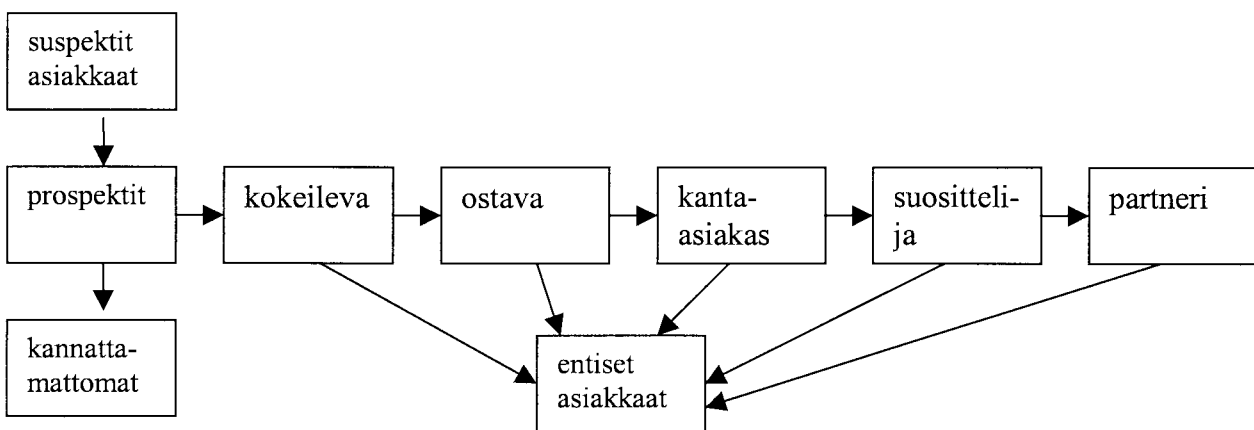 suspektit
asiakkaat
prospektit
kokeileva
ostava
kanta-
asiakas
suositteli-
ja
partneri
kannatta-
mattomat
entiset
asiakkaat